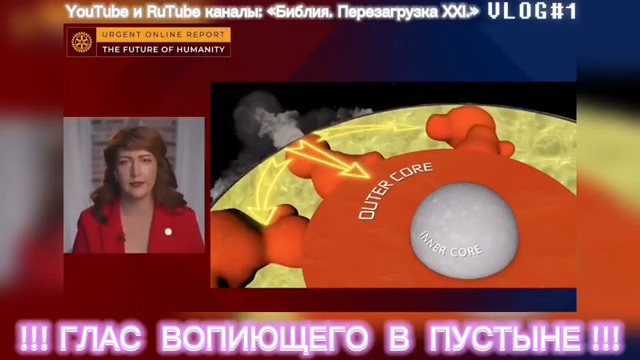 YouTube и RuTube каналы: «Библия. Перезагрузка XXI.» VLOG#1
URGENT ONLINE REPORT
THE FUTURE OF HUMANITY
OUTER CORE
INNER CORE
!!! ГЛАС ВОПИЮЩЕГО В ПУСТЫНЕ !!!